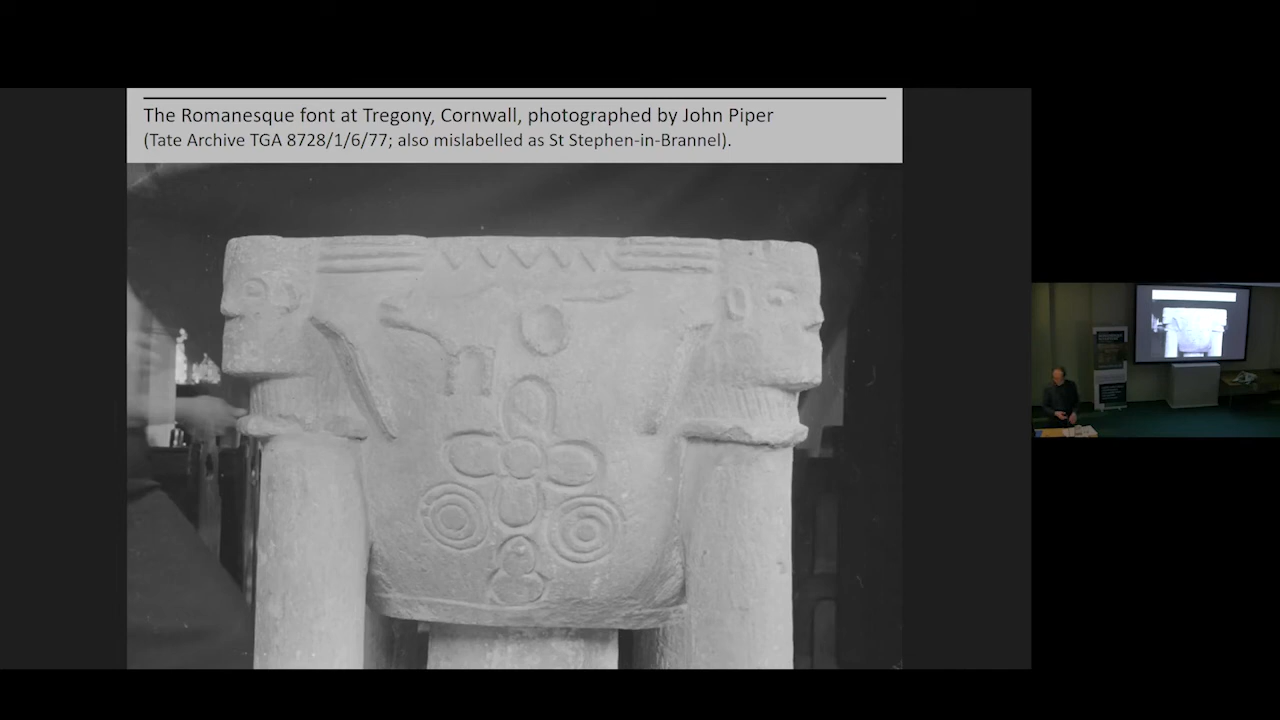 The Romanesque font at Tregony, Cornwall, photographed by John Piper
(Tate Archive TGA 8728/1/6/77; also mislabelled as St Stephen-in-Brannel).